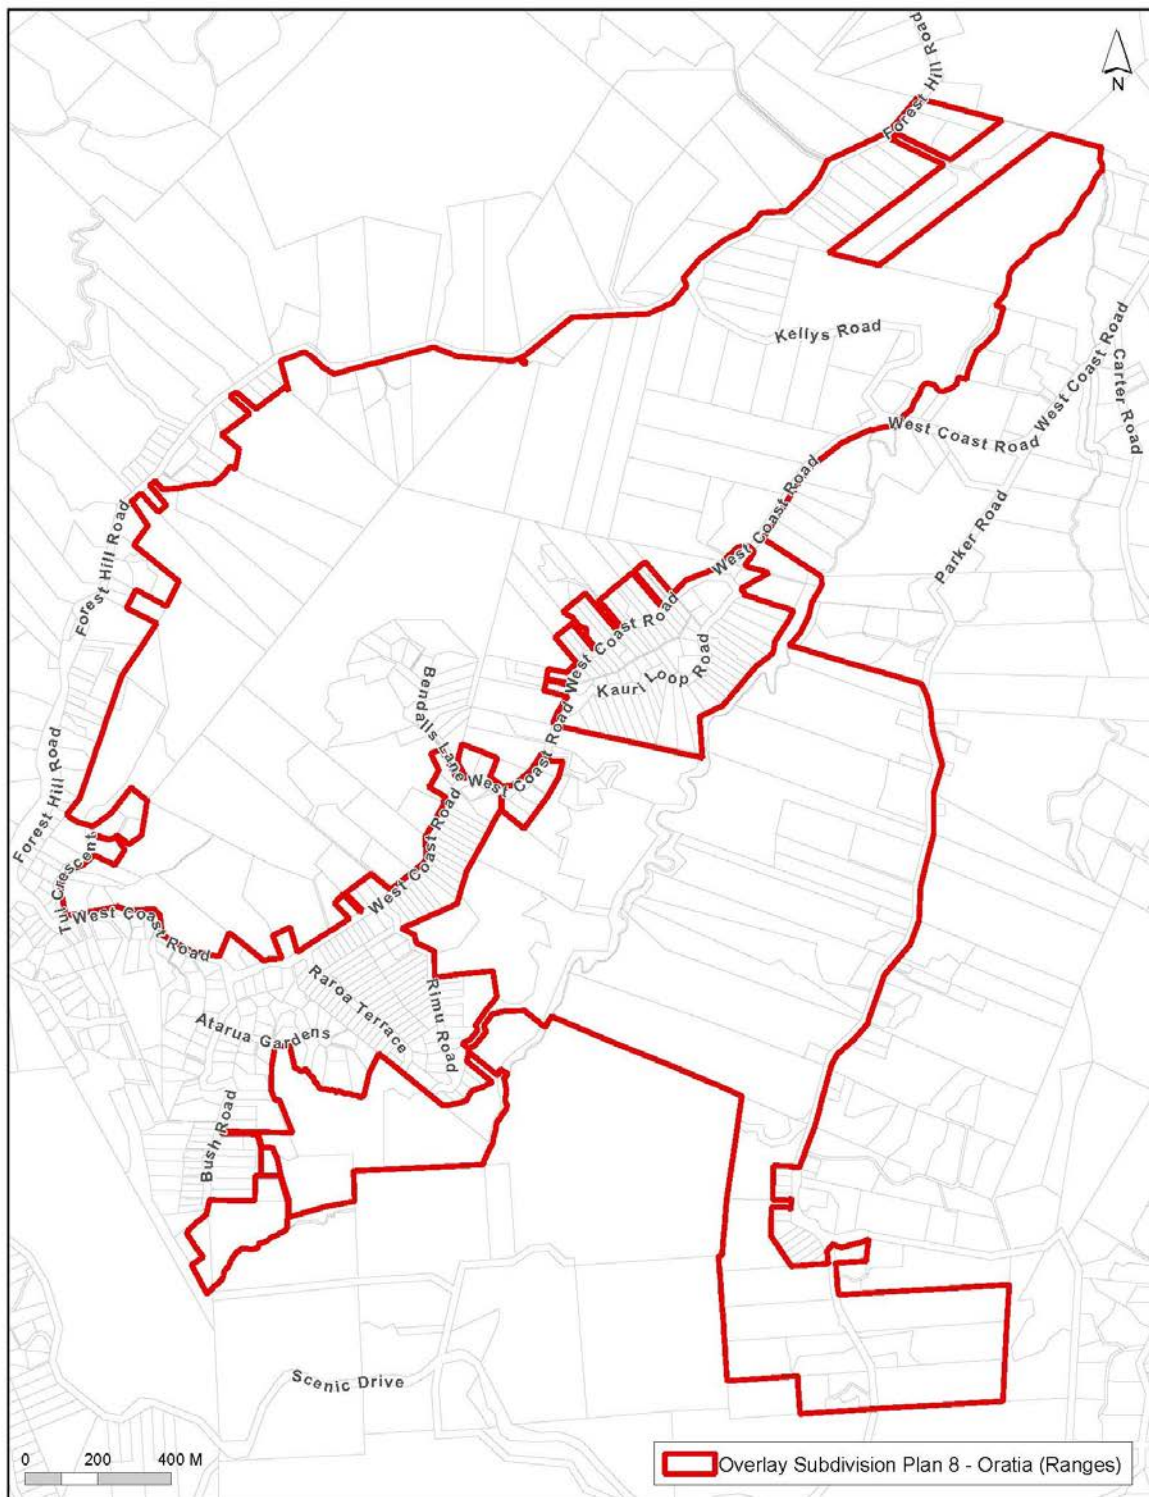 Forest Hill Road
N
Forest Hill Road
Kellys Road
West Coast Road
Carter Road
West Coast Road
West Coast Road
Parker Road
Forest Hill Road
West Coast Road
West Coast Road
Kauri Loop Road
Bendalls Lane
West Coast Road
Forest Hill Road
West Coast Road
Tui Crescent
West Coast Road
Raroa Terrace
Rimu Road
Atarua Gardens
Bush Road
Scenic Drive
0 200 400 M
Overlay Subdivision Plan 8 - Oratia (Ranges)